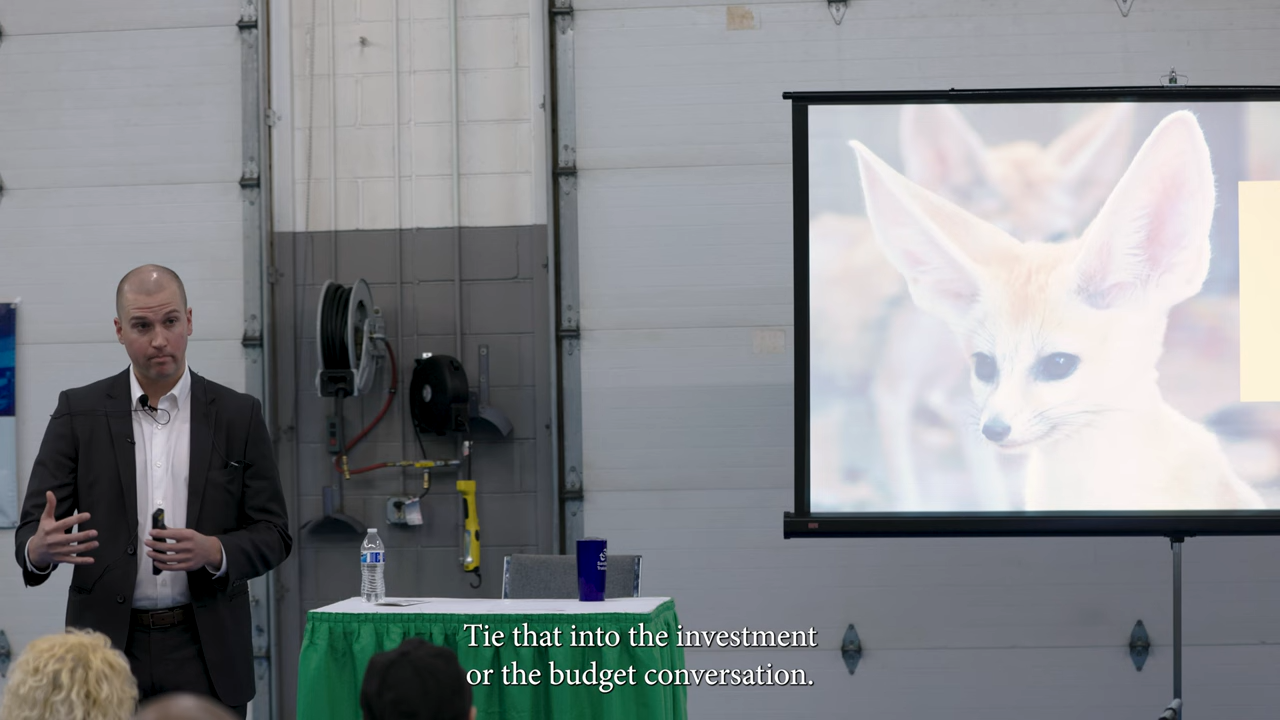 Tie that into the investment
or the budget conversation.